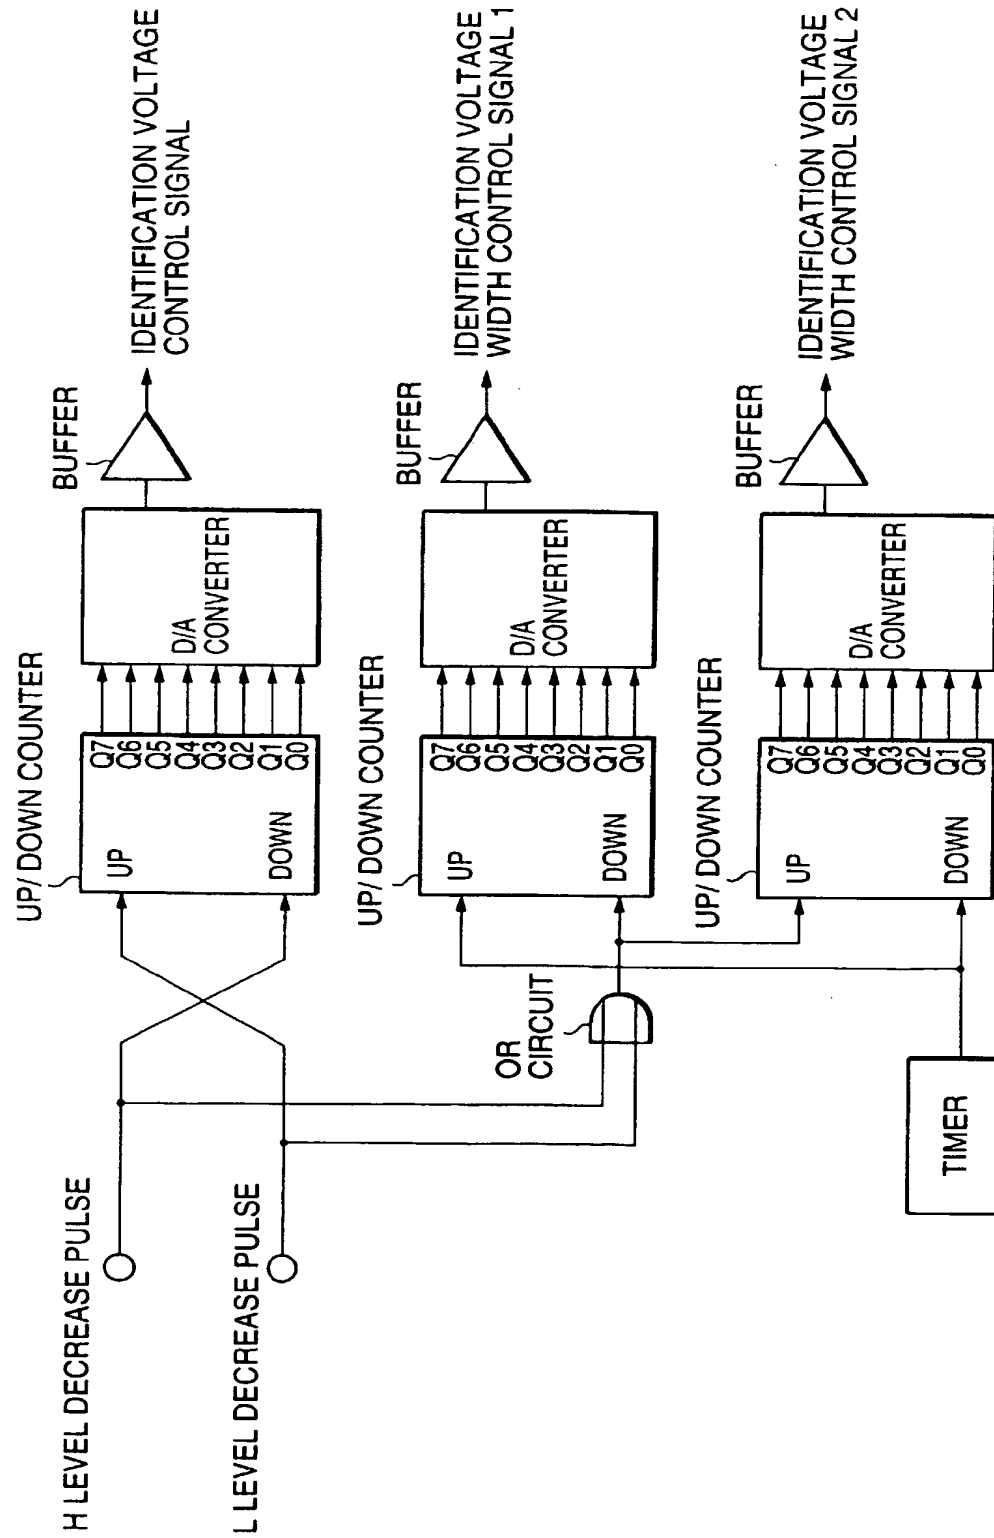 H LEVEL DECREASE PULSE
L LEVEL DECREASE PULSE
UP/ DOWN COUNTER
UP
DOWN
Q7
Q6
Q5
Q4
Q3
Q2
Q1
Q0
D/A
CONVERTER
BUFFER
IDENTIFICATION VOLTAGE
CONTROL SIGNAL
OR
CIRCUIT
UP/ DOWN COUNTER
UP
DOWN
Q7
Q6
Q5
Q4
Q3
Q2
Q1
Q0
D/A
CONVERTER
BUFFER
IDENTIFICATION VOLTAGE
WIDTH CONTROL SIGNAL 1
TIMER
UP/ DOWN COUNTER
UP
DOWN
Q7
Q6
Q5
Q4
Q3
Q2
Q1
Q0
D/A
CONVERTER
BUFFER
IDENTIFICATION VOLTAGE
WIDTH CONTROL SIGNAL 2